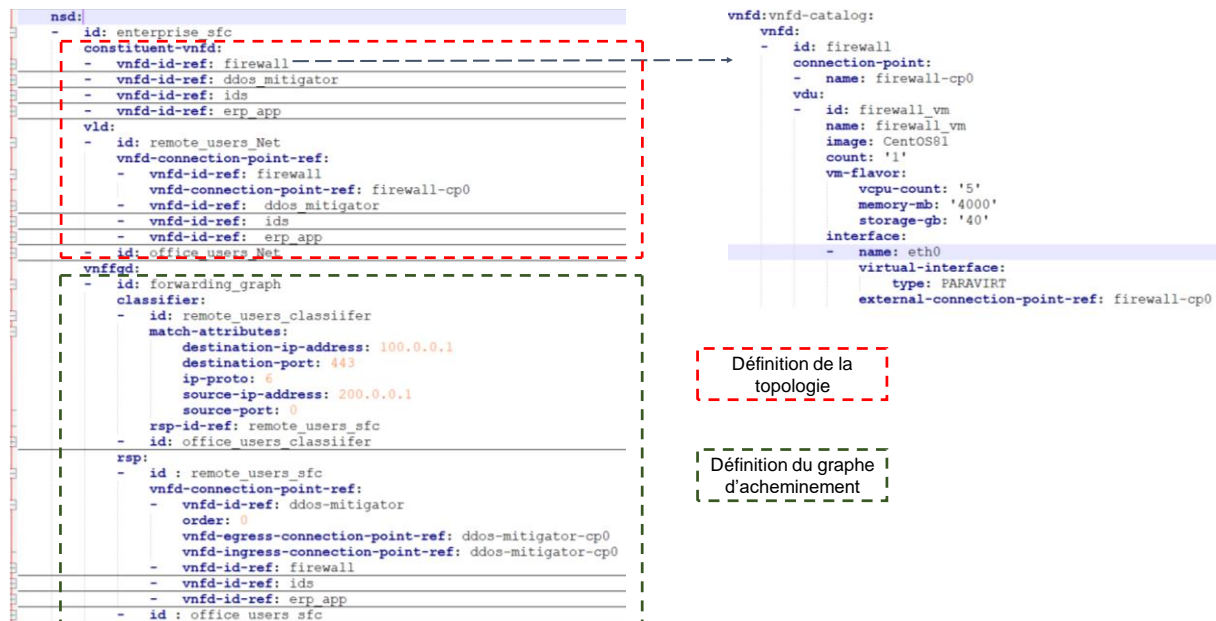 nsd:
- id: enterprise_sfc
constituent-vnfd:
- vnfd-id-ref: firewall
- vnfd-id-ref: ddos_mitigator
- vnfd-id-ref: ids
- vnfd-id-ref: erp_app
vld:
- id: remote_users_Net
vnfd-connection-point-ref:
- vnfd-id-ref: firewall
vnfd-connection-point-ref: firewall-cp0
- vnfd-id-ref: ddos_mitigator
- vnfd-id-ref: ids
- vnfd-id-ref: erp_app
- id: office_users_Net
vnffgd:
- id: forwarding_graph
classifier:
- id: remote_users_classiifer
match-attributes:
destination-ip-address: 100.0.0.1
destination-port: 443
ip-proto: 6
source-ip-address: 200.0.0.1
source-port: 0
rsp-id-ref: remote_users_sfc
- id: office_users_classiifer
rsp:
- id : remote_users_sfc
vnfd-connection-point-ref:
- vnfd-id-ref: ddos-mitigator
order: 0
vnfd-egress-connection-point-ref: ddos-mitigator-cp0
vnfd-ingress-connection-point-ref: ddos-mitigator-cp0
- vnfd-id-ref: firewall
- vnfd-id-ref: ids
- vnfd-id-ref: erp_app
- id : office_users_sfc
vnfd:vnfd-catalog:
vnfd:
- id: firewall
connection-point:
- name: firewall-cp0
vdu:
- id: firewall_vm
name: firewall_vm
image: CentOS81
count: '1'
vm-flavor:
vcpu-count: '5'
memory-mb: '4000'
storage-gb: '40'
interface:
- name: eth0
virtual-interface:
type: PARAVIRT
external-connection-point-ref: firewall-cp0
Définition de la
topologie
Définition du graphe
d'acheminement